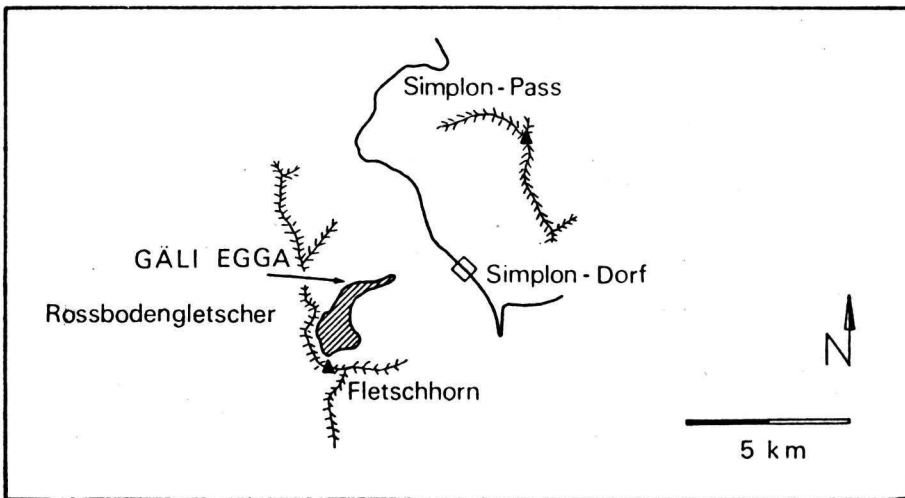 Simplon-Pass
GÄLI EGGA
Simplon-Dorf
Rossbodengletscher
Fletschhorn
N
5 km